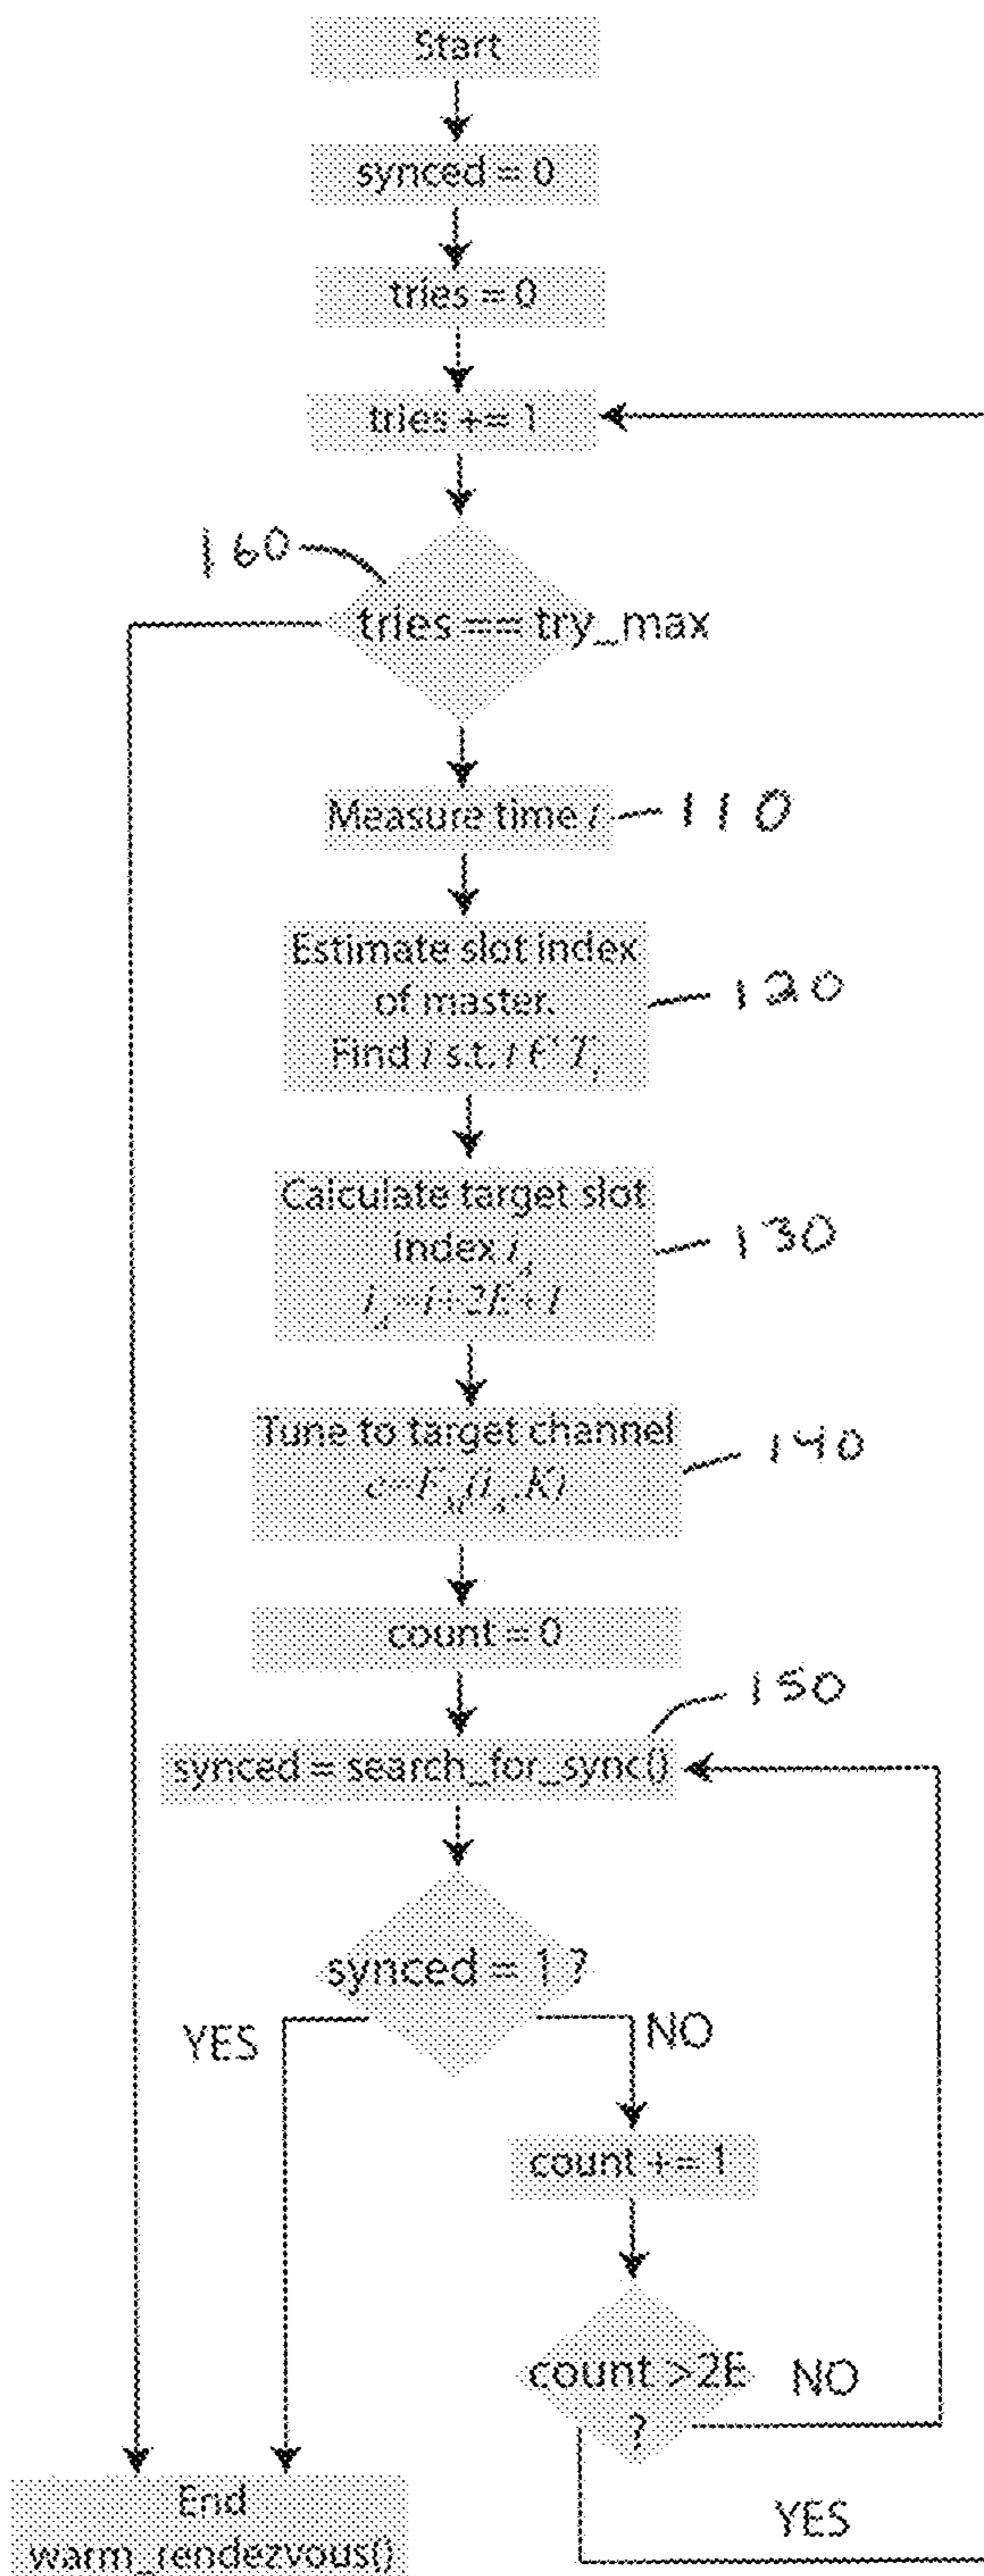 Start
synced = 0
tries = 0
tries += 1
160
tries == try_max
Measure time t
110
Estimate slot index
of master.
Find i s.t.
120
Calculate target slot
index
130
Tune to target channel
140
count = 0
150
synced = search_for_sync()
synced = 1 ?
YES
NO
count += 1
count >2E
?
NO
YES
End
warm_rendezvous()